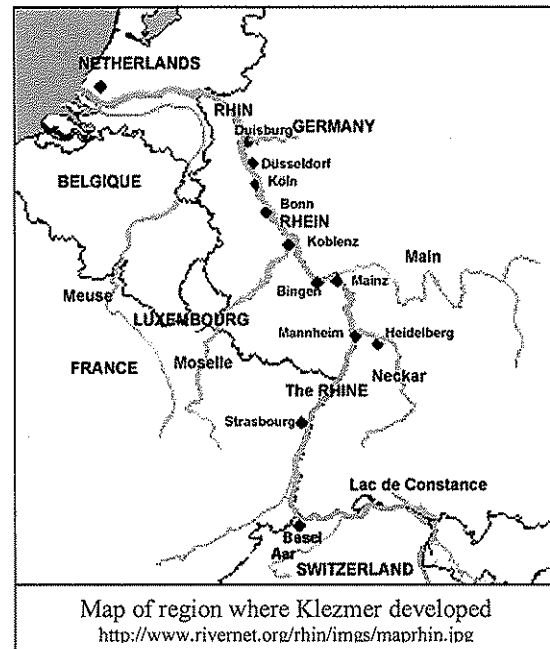 NETHERLANDS
RHIN
Duisburg
GERMANY
Düsseldorf
BELGIQUE
Köln
Bonn
RHEIN
Koblenz
Main
Meuse
Bingen
Mainz
LUXEMBOURG
Mannheim
Heidelberg
FRANCE
Moselle
Neckar
The RHINE
Strasbourg
Lac de Constance
Basel
Aar
SWITZERLAND
Map of region where Klezmer developed
http://www.rivernet.org/rhin/imgs/maprhin.jpg